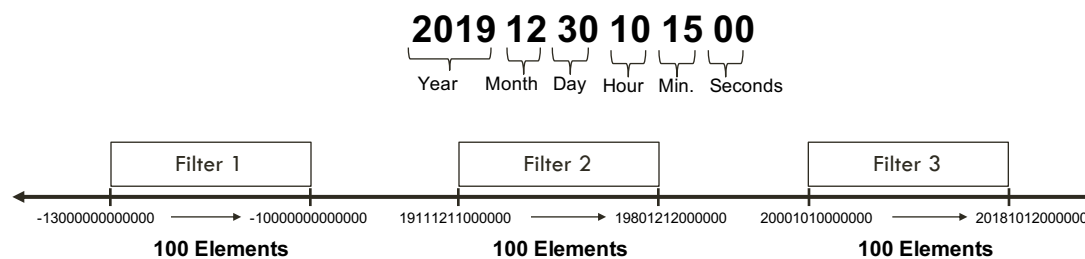 2019 12 30 10 15 00
Year Month Day Hour Min. Seconds
Filter 1 Filter 2 Filter 3
-13000000000000 -10000000000000 19111211000000 19801212000000 20001010000000 20181012000000
100 Elements 100 Elements 100 Elements